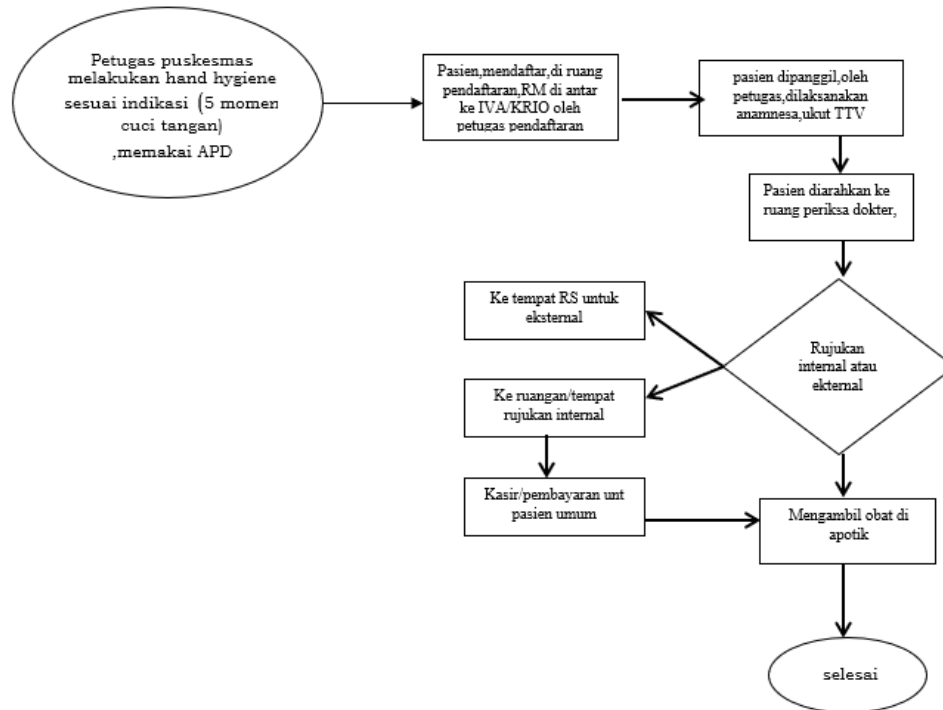 Petugas puskesmas
melakukan hand hygiene
sesuai indikasi (5 momen
cuci tangan)
,memakai APD
Pasien,mendaftar,di ruang
pendaftaran,RM di antar
ke IVA/KRIO oleh
petugas pendaftaran
pasien dipanggil,oleh
petugas,dilaksanakan
anamnesa,ukut TTV
Pasien diarahkan ke
ruang periksa dokter,
Rujukan
internal atau
ekternal
Ke tempat RS untuk
eksternal
Ke ruangan/tempat
rujukan internal
Kasir/pembayaran unt
pasien umum
Mengambil obat di
apotik
selesai